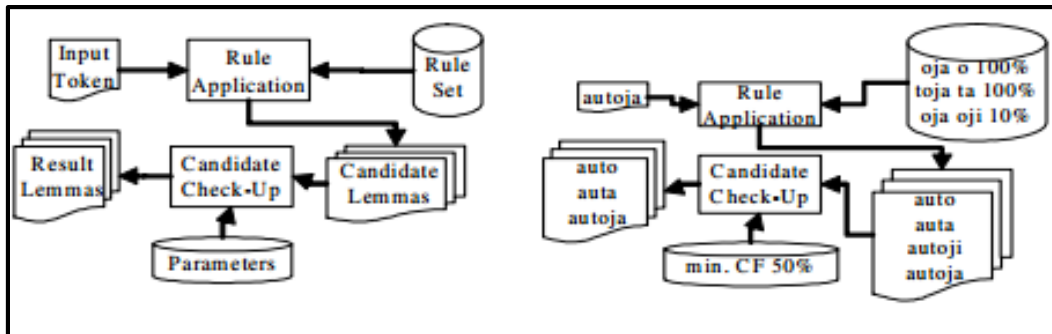 Input
Token
Rule
Application
Rule
Set
Result
Lemmas
Candidate
Check-Up
Candidate
Lemmas
Parameters
autoja
Rule
Application
oja o 100%
toja ta 100%
oja oji 10%
auto
auta
autoja
Candidate
Check-Up
auto
auta
autoji
autoja
min. CF 50%